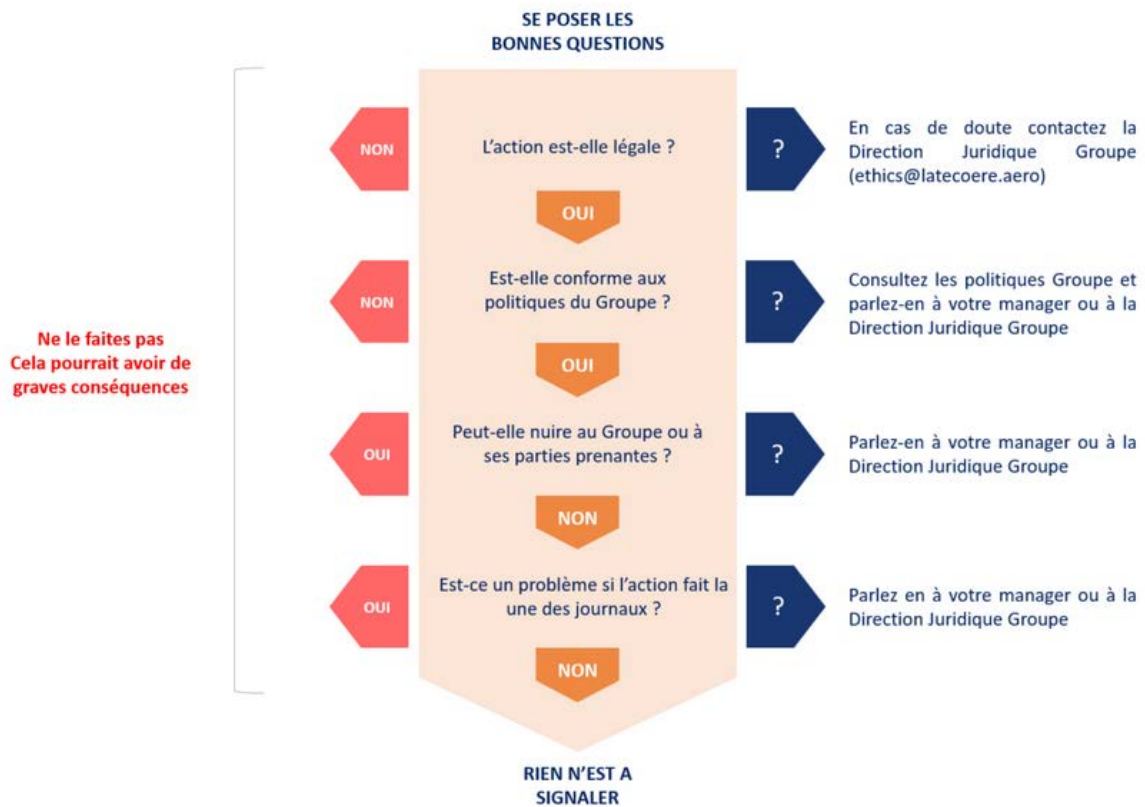 SE POSER LES
BONNES QUESTIONS
NON
L'action est-elle légale ?
?
En cas de doute contactez la
Direction Juridique Groupe
(ethics@latecoere.aero)
OUI
NON
Est-elle conforme aux
politiques du Groupe ?
?
Consultez les politiques Groupe et
parlez-en à votre manager ou à la
Direction Juridique Groupe
Ne le faites pas
Cela pourrait avoir de
graves conséquences
OUI
OUI
Peut-elle nuire au Groupe ou à
ses parties prenantes ?
?
Parlez-en à votre manager ou à la
Direction Juridique Groupe
NON
OUI
Est-ce un problème si l'action fait la
une des journaux ?
?
Parlez en à votre manager ou à la
Direction Juridique Groupe
NON
RIEN N'EST A
SIGNALER